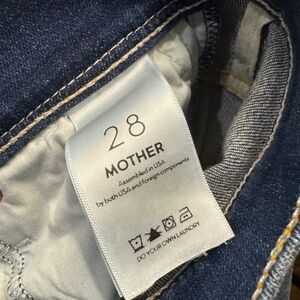 28
MOTHER
Assembled in USA
by both USA and foreign components
DO YOUR OWN LAUNDRY